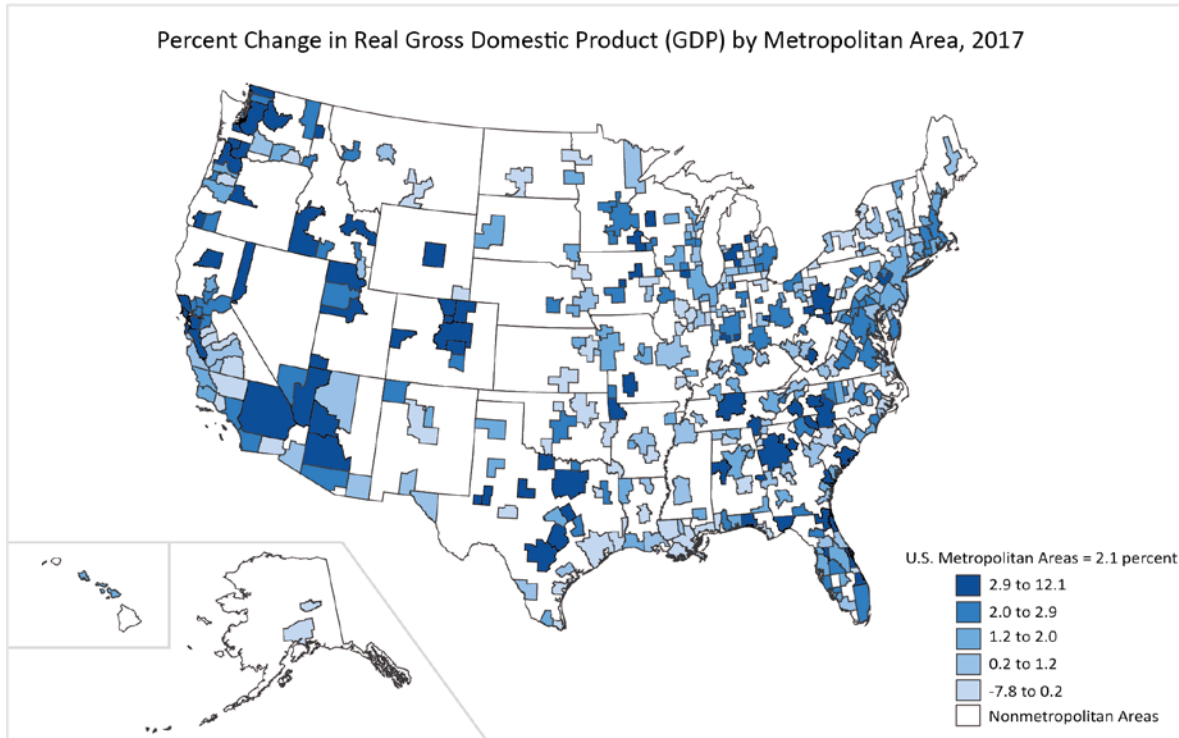 Percent Change in Real Gross Domestic Product (GDP) by Metropolitan Area, 2017
U.S. Metropolitan Areas = 2.1 percent
2.9 to 12.1
2.0 to 2.9
1.2 to 2.0
0.2 to 1.2
-7.8 to 0.2
Nonmetropolitan Areas